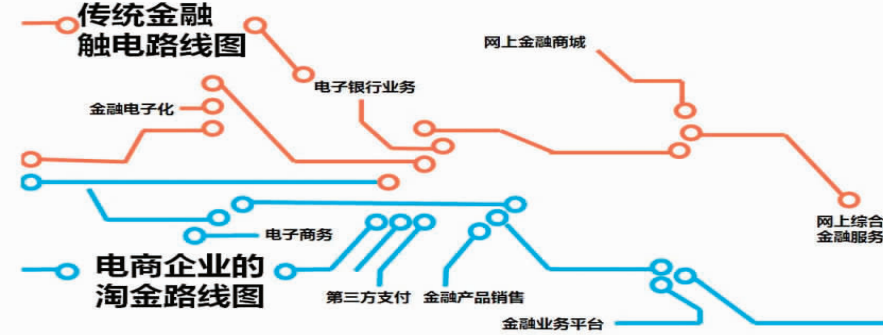 传统金融
触电路线图
网上金融商城
电子银行业务
金融电子化
网上综合
金融服务
电子商务
电商企业的
淘金路线图
第三方支付
金融产品销售
金融业务平台